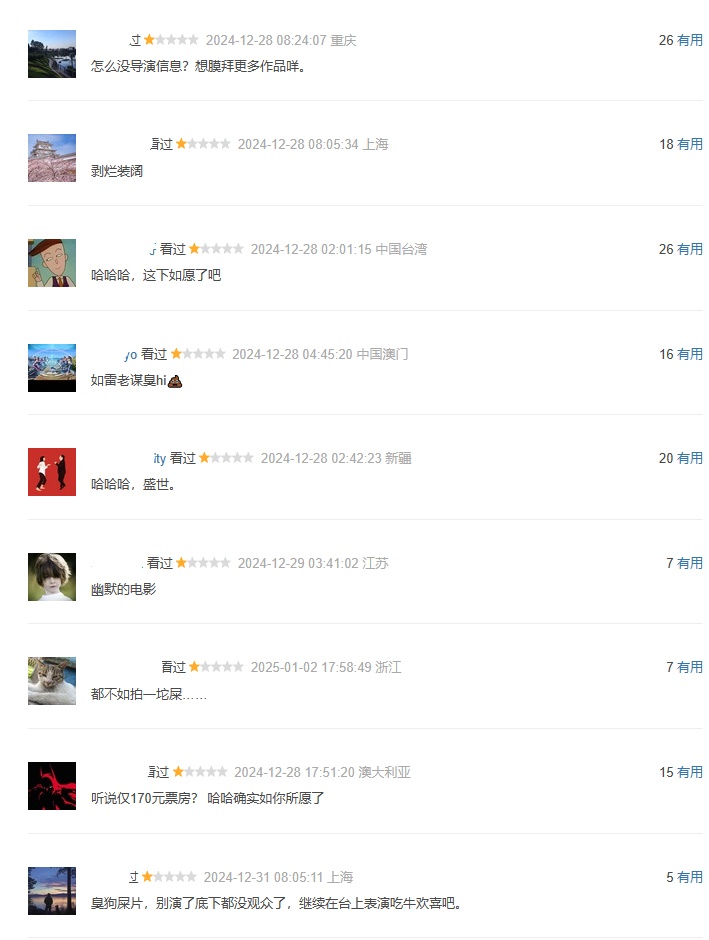 过 2024-12-28 08:24:07 重庆 26 有用
怎么没导演信息？想膜拜更多作品咩。
看过 2024-12-28 08:05:34 上海 18 有用
剥烂装阔
看过 2024-12-28 02:01:15 中国台湾 26 有用
哈哈哈，这下如愿了吧
yo 看过 2024-12-28 04:45:20 中国澳门 16 有用
如雷老谋臭hi💩
ity 看过 2024-12-28 02:42:23 新疆 20 有用
哈哈哈，盛世。
看过 2024-12-29 03:41:02 江苏 7 有用
幽默的电影
看过 2025-01-02 17:58:49 浙江 7 有用
都不如拍一坨屎……
看过 2024-12-28 17:51:20 澳大利亚 15 有用
听说仅170元票房？ 哈哈确实如你所愿了
过 2024-12-31 08:05:11 上海 5 有用
臭狗屎片，别演了底下都没观众了，继续在台上表演吃牛欢喜吧。